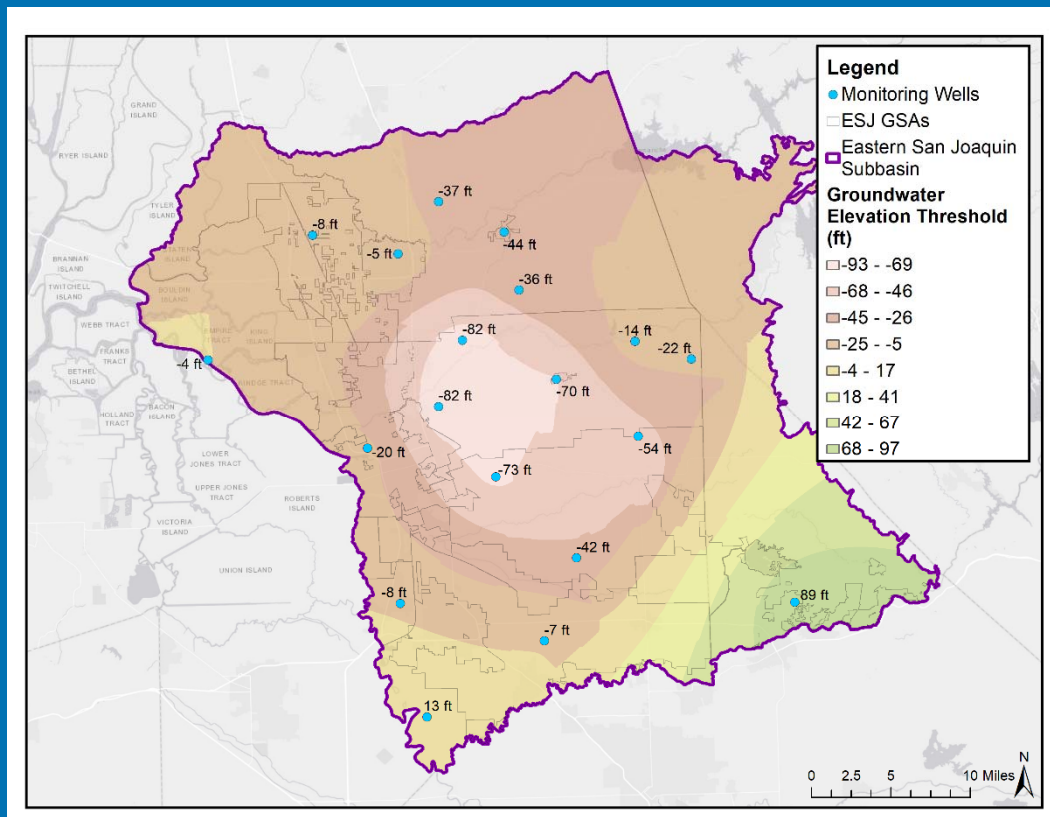 Legend
Monitoring Wells
ESJ GSAs
Eastern San Joaquin
Subbasin
Groundwater
Elevation Threshold
(ft)
-93 - -69
-68 - -46
-45 - -26
-25 - -5
-4 - 17
18 - 41
42 - 67
68 - 97
GRAND
ISLAND
RYER ISLAND
TYLER
ISLAND
-37 ft
-8 ft
-44 ft
-5 ft
STATEN
ISLAND
BRANNAN
ISLAND
TWITCHELL
ISLAND
BOULDIN
ISLAND
-36 ft
WEBB TRACT
EMPIRE
TRACT
KING
ISLAND
-82 ft
-14 ft
-22 ft
FRANKS
TRACT
BETHEL
ISLAND
-4 ft
RINDGE TRACT
-70 ft
-82 ft
HOLLAND
TRACT
BACON
ISLAND
-20 ft
-54 ft
LOWER
JONES TRACT
-73 ft
UPPER JONES
TRACT
ROBERTS
ISLAND
VICTORIA
ISLAND
-42 ft
UNION ISLAND
-8 ft
89 ft
-7 ft
13 ft
N
0 2.5 5 10 Miles